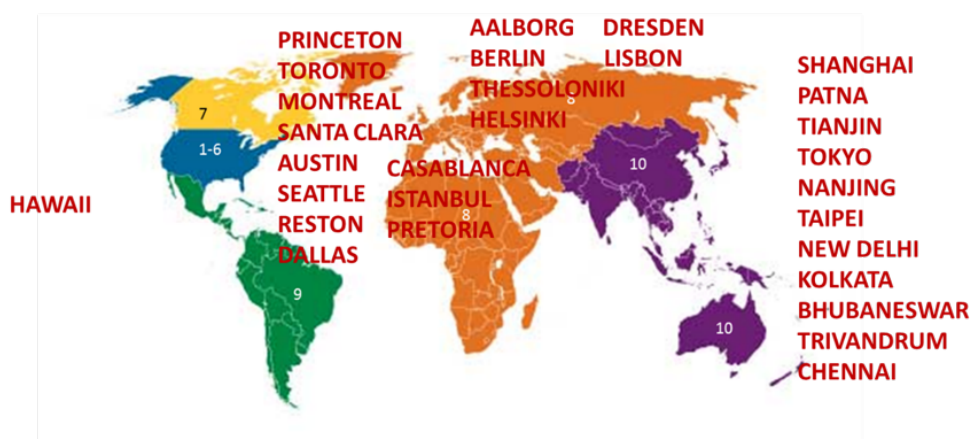 PRINCETON
TORONTO
MONTREAL
SANTA CLARA
AUSTIN
SEATTLE
RESTON
DALLAS
AALBORG DRESDEN
BERLIN LISBON
THESSOLONIKI
HELSINKI
CASABLANCA
ISTANBUL
PRETORIA
SHANGHAI
PATNA
TIANJIN
TOKYO
NANJING
TAIPEI
NEW DELHI
KOLKATA
BHUBANESWAR
TRIVANDRUM
CHENNAI
HAWAII
7
1-6
8
8
9
10
10